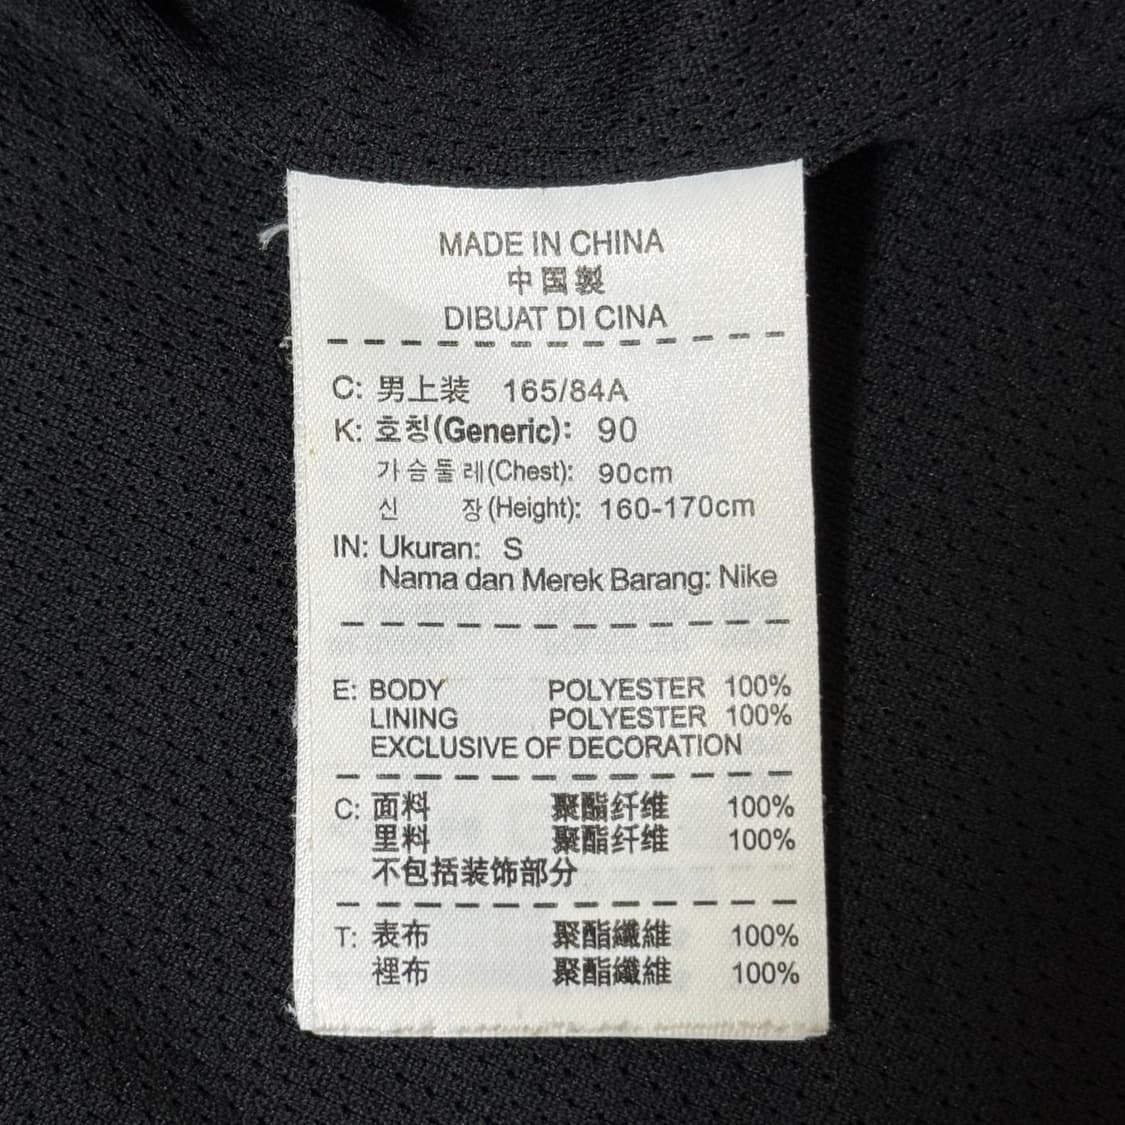 MADE IN CHINA
中国製
DIBUAT DI CINA
C: 男上装 165/84A
K: 호칭(Generic): 90
가슴둘레(Chest): 90cm
신 장(Height): 160-170cm
IN: Ukuran: S
Nama dan Merek Barang: Nike
E: BODY POLYESTER 100%
LINING POLYESTER 100%
EXCLUSIVE OF DECORATION
C: 面料 聚酯纤维 100%
里料 聚酯纤维 100%
不包括装饰部分
T: 表布 聚酯纖維 100%
裡布 聚酯纖維 100%